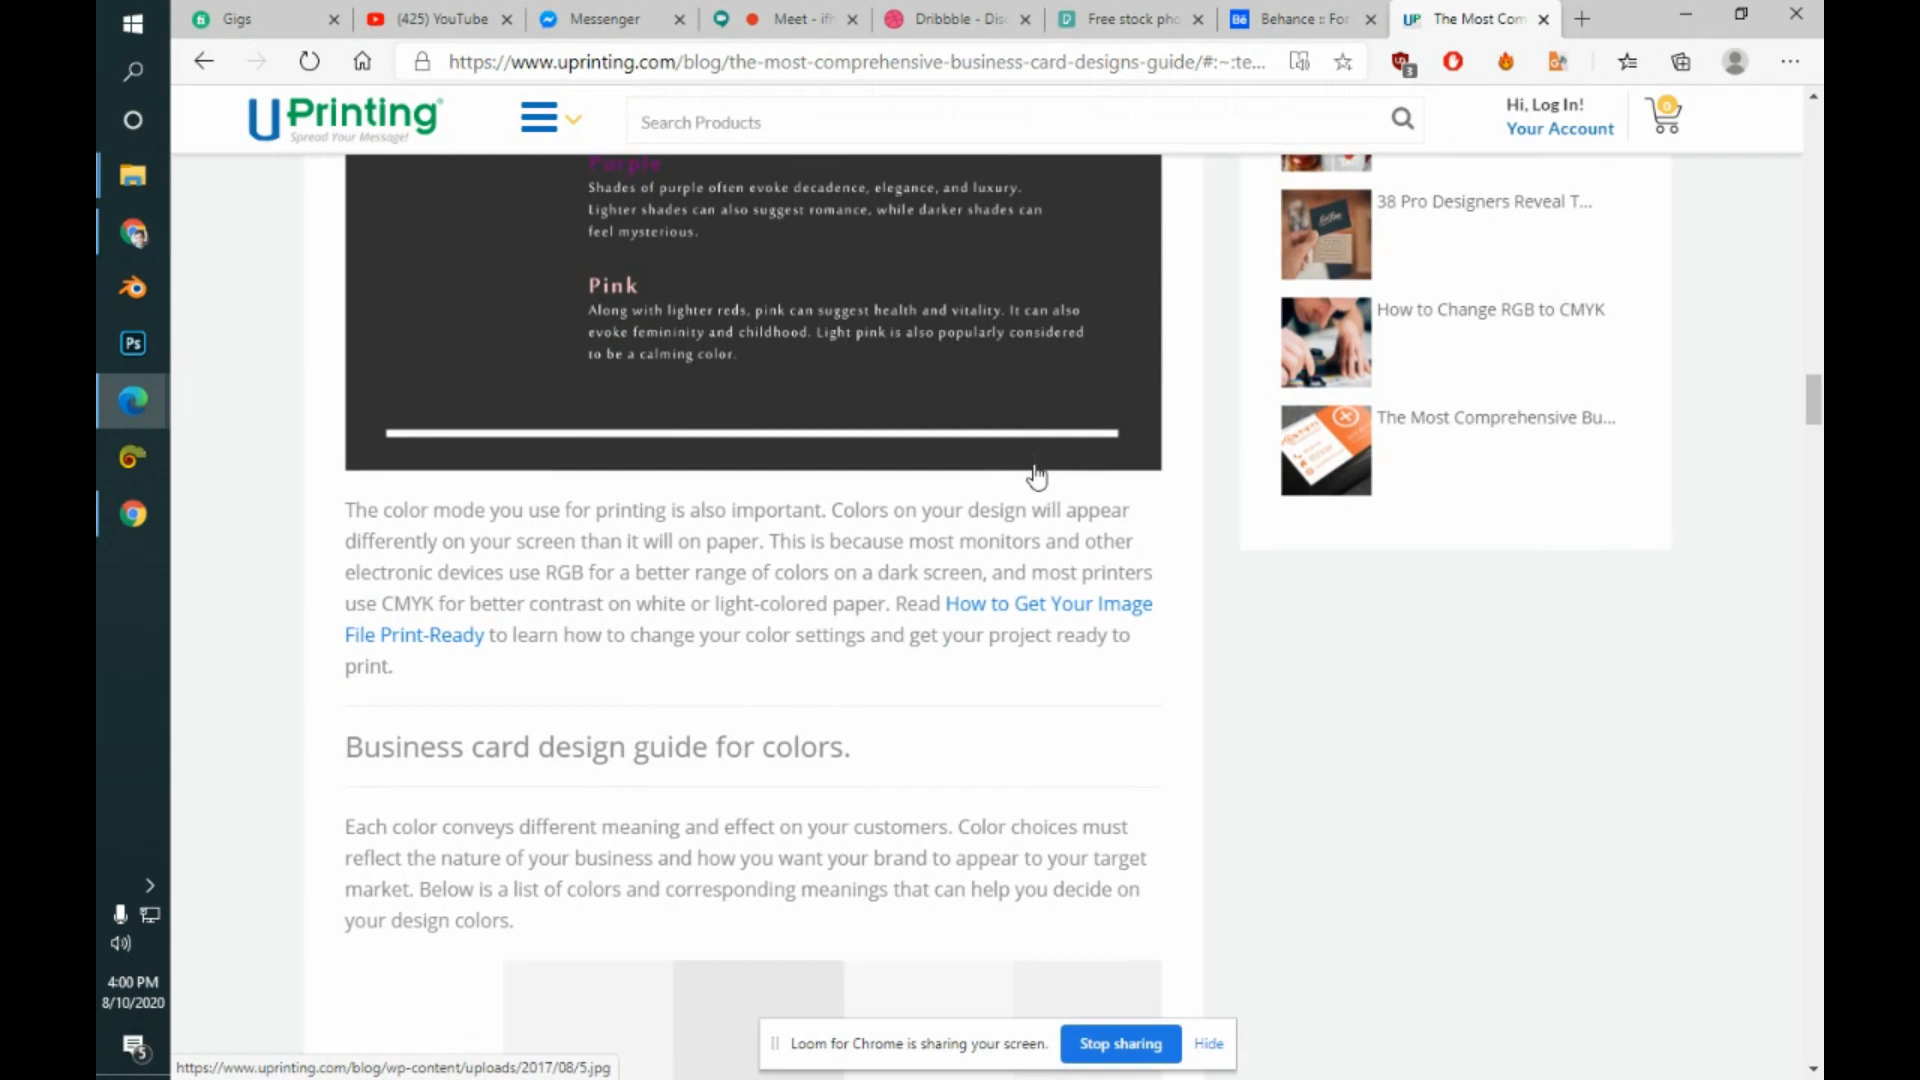 Gigs
(425) YouTube
Messenger
Meet - ifh
Dribbble - Disc
Free stock pho
Bē
Behance :: For
UP
The Most Com
https://www.uprinting.com/blog/the-most-comprehensive-business-card-designs-guide/#:~:te...
3
UPrinting
Spread Your Message!
Search Products
Hi, Log In!
Your Account
0
Purple
Shades of purple often evoke decadence, elegance, and luxury.
Lighter shades can also suggest romance, while darker shades can
feel mysterious.
Pink
Along with lighter reds, pink can suggest health and vitality. It can also
evoke femininity and childhood. Light pink is also popularly considered
to be a calming color.
38 Pro Designers Reveal T...
How to Change RGB to CMYK
The Most Comprehensive Bu...
The color mode you use for printing is also important. Colors on your design will appear
differently on your screen than it will on paper. This is because most monitors and other
electronic devices use RGB for a better range of colors on a dark screen, and most printers
use CMYK for better contrast on white or light-colored paper. Read How to Get Your Image
File Print-Ready to learn how to change your color settings and get your project ready to
print.
Business card design guide for colors.
Each color conveys different meaning and effect on your customers. Color choices must
reflect the nature of your business and how you want your brand to appear to your target
market. Below is a list of colors and corresponding meanings that can help you decide on
your design colors.
Ps
4:00 PM
8/10/2020
5
Loom for Chrome is sharing your screen.
Stop sharing
Hide
https://www.uprinting.com/blog/wp-content/uploads/2017/08/5.jpg